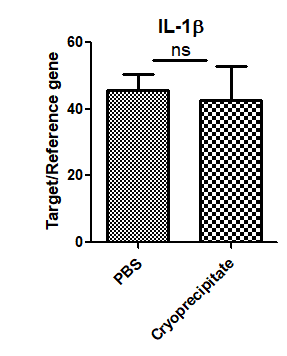 IL-1β
ns
Target/Reference gene
60
40
20
0
PBS
Cryoprecipitate